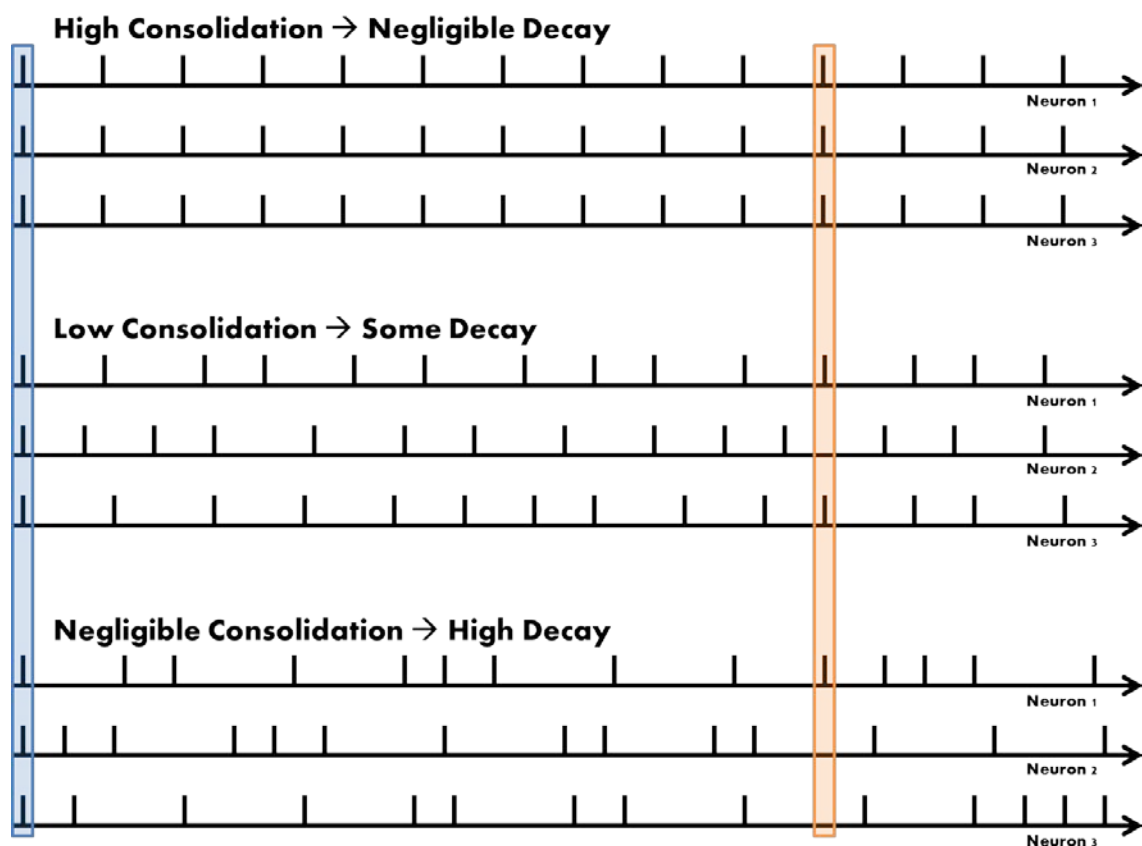 High Consolidation → Negligible Decay
Neuron 1
Neuron 2
Neuron 3
Low Consolidation → Some Decay
Neuron 1
Neuron 2
Neuron 3
Negligible Consolidation → High Decay
Neuron 1
Neuron 2
Neuron 3